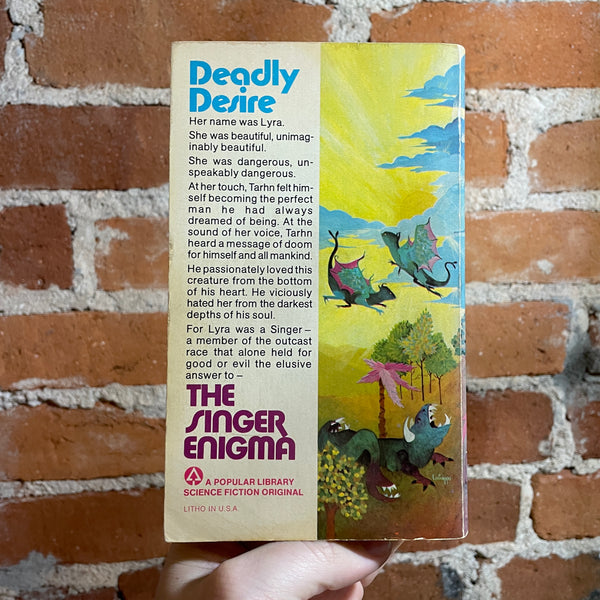 Deadly
Desire
Her name was Lyra.
She was beautiful, unimag-
inably beautiful.
She was dangerous, un-
speakably dangerous.
At her touch, Tarhn felt him-
self becoming the perfect
man he had always
dreamed of being. At the
sound of her voice, Tarhn
heard a message of doom
for himself and all mankind.
He passionately loved this
creature from the bottom
of his heart. He viciously
hated her from the darkest
depths of his soul.
For Lyra was a Singer –
a member of the outcast
race that alone held for
good or evil the elusive
answer to –
THE
SINGER
ENIGMA
A POPULAR LIBRARY
SCIENCE FICTION ORIGINAL
LITHO IN U.S.A.